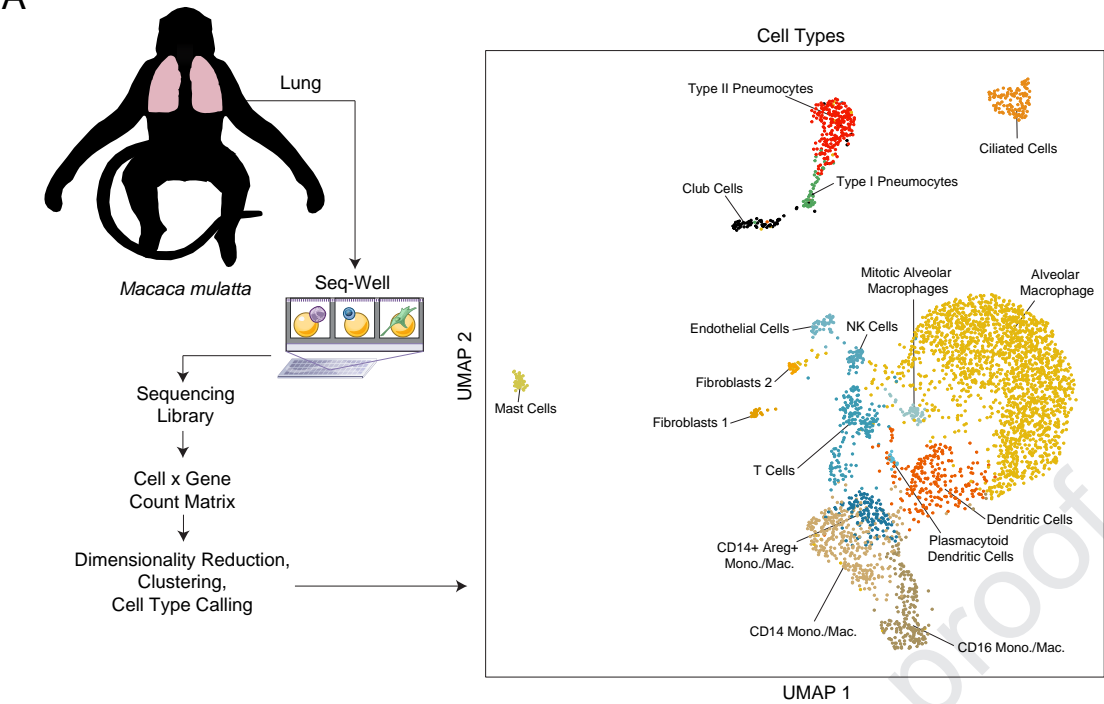 A
Lung
Macaca mulatta
Seq-Well
Sequencing
Library
Cell x Gene
Count Matrix
Dimensionality Reduction,
Clustering,
Cell Type Calling
Cell Types
UMAP 2
UMAP 1
Type II Pneumocytes
Ciliated Cells
Type I Pneumocytes
Club Cells
Mitotic Alveolar
Macrophages
Alveolar
Macrophage
Endothelial Cells
NK Cells
Fibroblasts 2
Mast Cells
Fibroblasts 1
T Cells
Dendritic Cells
Plasmacytoid
Dendritic Cells
CD14+ Areg+
Mono./Mac.
CD14 Mono./Mac.
CD16 Mono./Mac.
proof